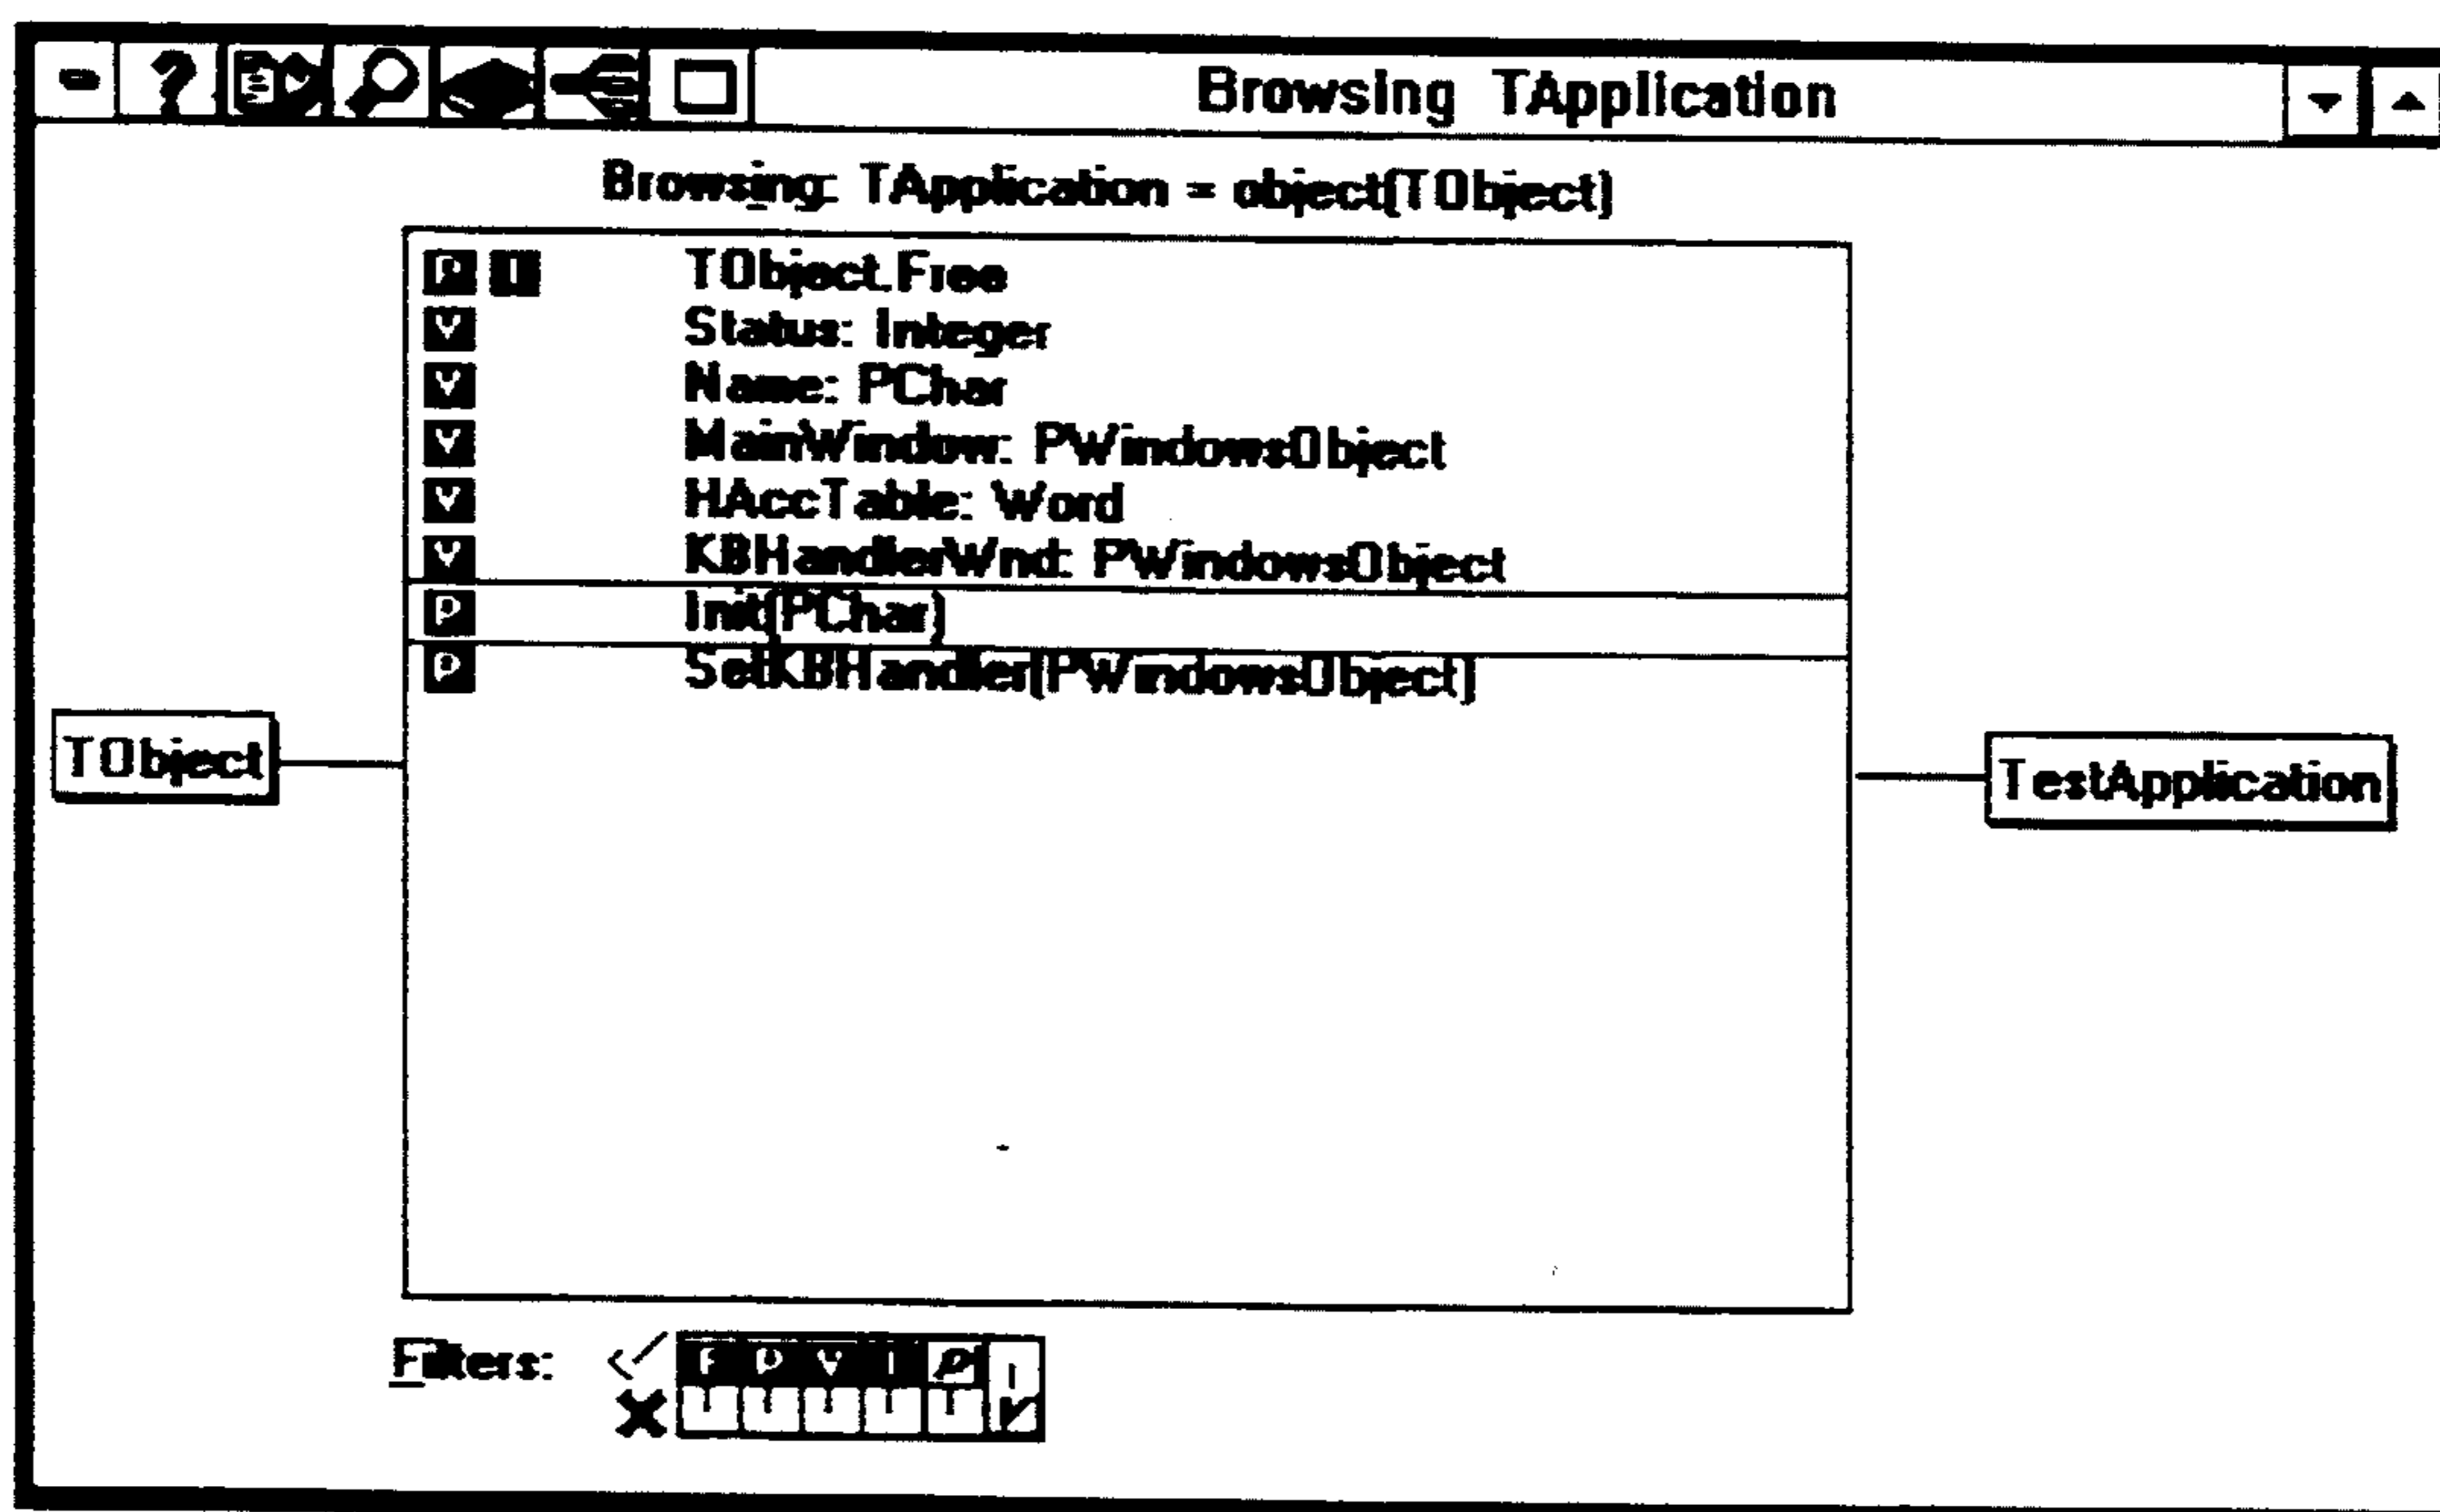 ? Browsing TApplication
Browsing: TApplication = object(TObject)
P I TObject.Free
V Status: Integer
V Name: PChar
V MainWindow: PWindowsObject
V HAccTable: Word
V KBHandlerWnd: PWindowsObject
P Init(PChar)
P SetKBHandler(PWindowsObject)
TObject
TestApplication
Filters: F P V I